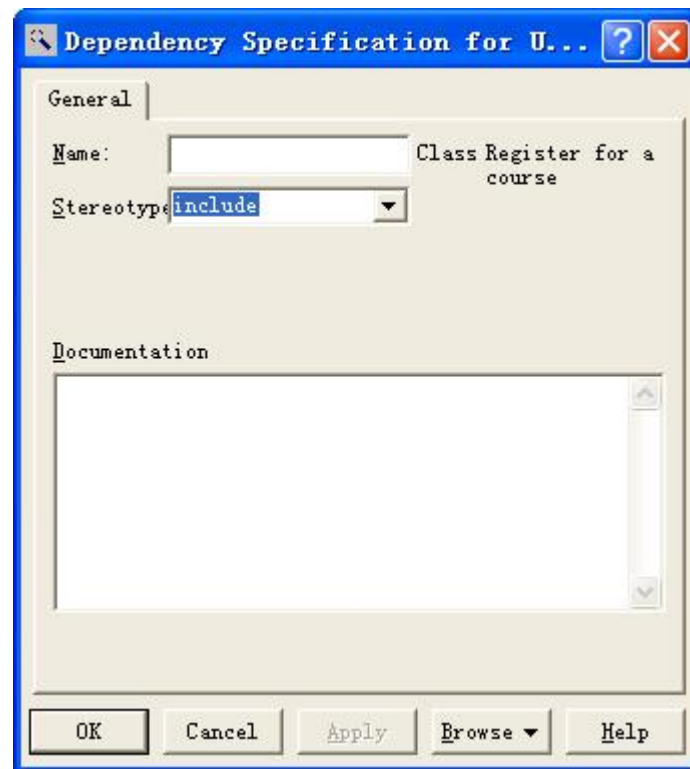 Dependency Specification for U...
General
Name:
Class Register for a
course
Stereotype
include
Documentation
OK
Cancel
Apply
Browse
Help